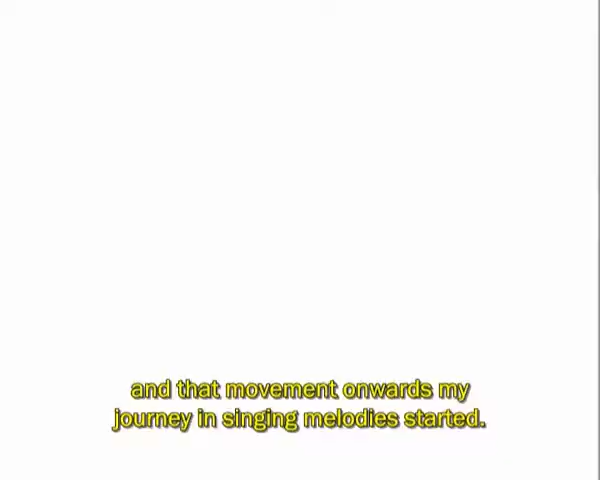 and that movement onwards my
journey in singing melodies started.